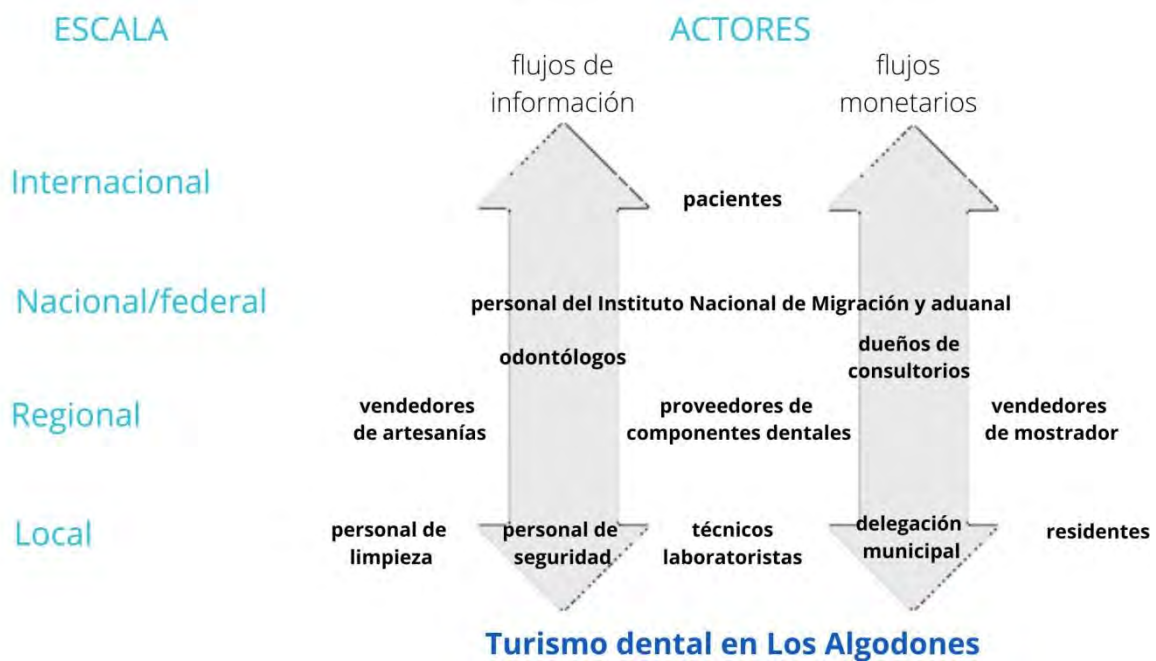 ESCALA
ACTORES
flujos de
información
flujos
monetarios
Internacional
pacientes
Nacional/federal
personal del Instituto Nacional de Migración y aduanal
odontólogos
dueños de
consultorios
Regional
vendedores
de artesanías
proveedores de
componentes dentales
vendedores
de mostrador
Local
personal de
limpieza
personal de
seguridad
técnicos
laboratoristas
delegación
municipal
residentes
Turismo dental en Los Algodones